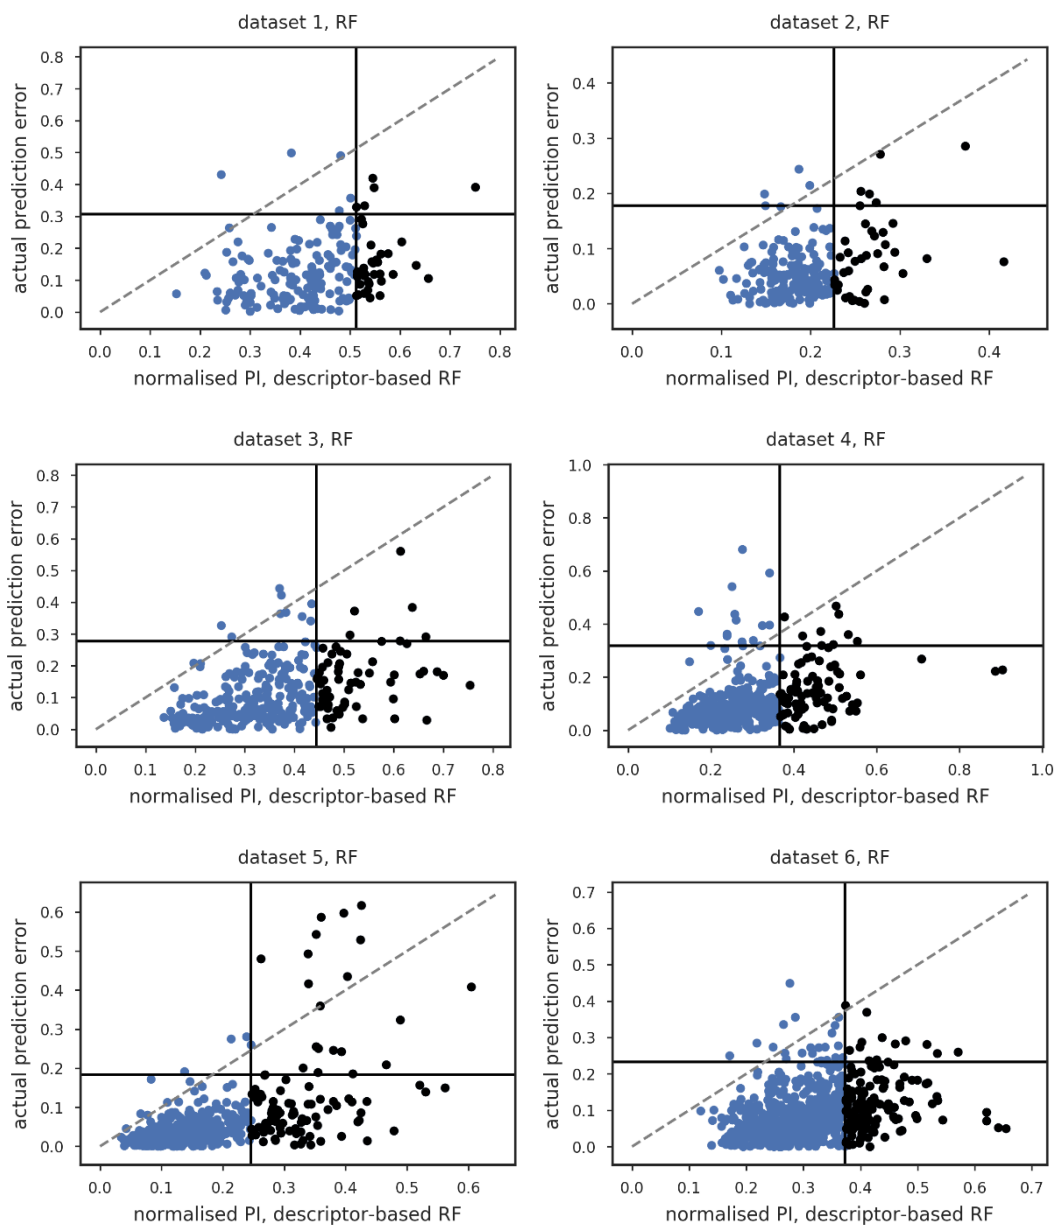 dataset 1, RF
actual prediction error
0.8
0.7
0.6
0.5
0.4
0.3
0.2
0.1
0.0
0.0 0.1 0.2 0.3 0.4 0.5 0.6 0.7 0.8
normalised PI, descriptor-based RF
dataset 2, RF
actual prediction error
0.4
0.3
0.2
0.1
0.0
0.0 0.1 0.2 0.3 0.4
normalised PI, descriptor-based RF
dataset 3, RF
actual prediction error
0.8
0.7
0.6
0.5
0.4
0.3
0.2
0.1
0.0
0.0 0.1 0.2 0.3 0.4 0.5 0.6 0.7 0.8
normalised PI, descriptor-based RF
dataset 4, RF
actual prediction error
1.0
0.8
0.6
0.4
0.2
0.0
0.0 0.2 0.4 0.6 0.8 1.0
normalised PI, descriptor-based RF
dataset 5, RF
actual prediction error
0.6
0.5
0.4
0.3
0.2
0.1
0.0
0.0 0.1 0.2 0.3 0.4 0.5 0.6
normalised PI, descriptor-based RF
dataset 6, RF
actual prediction error
0.7
0.6
0.5
0.4
0.3
0.2
0.1
0.0
0.0 0.1 0.2 0.3 0.4 0.5 0.6 0.7
normalised PI, descriptor-based RF